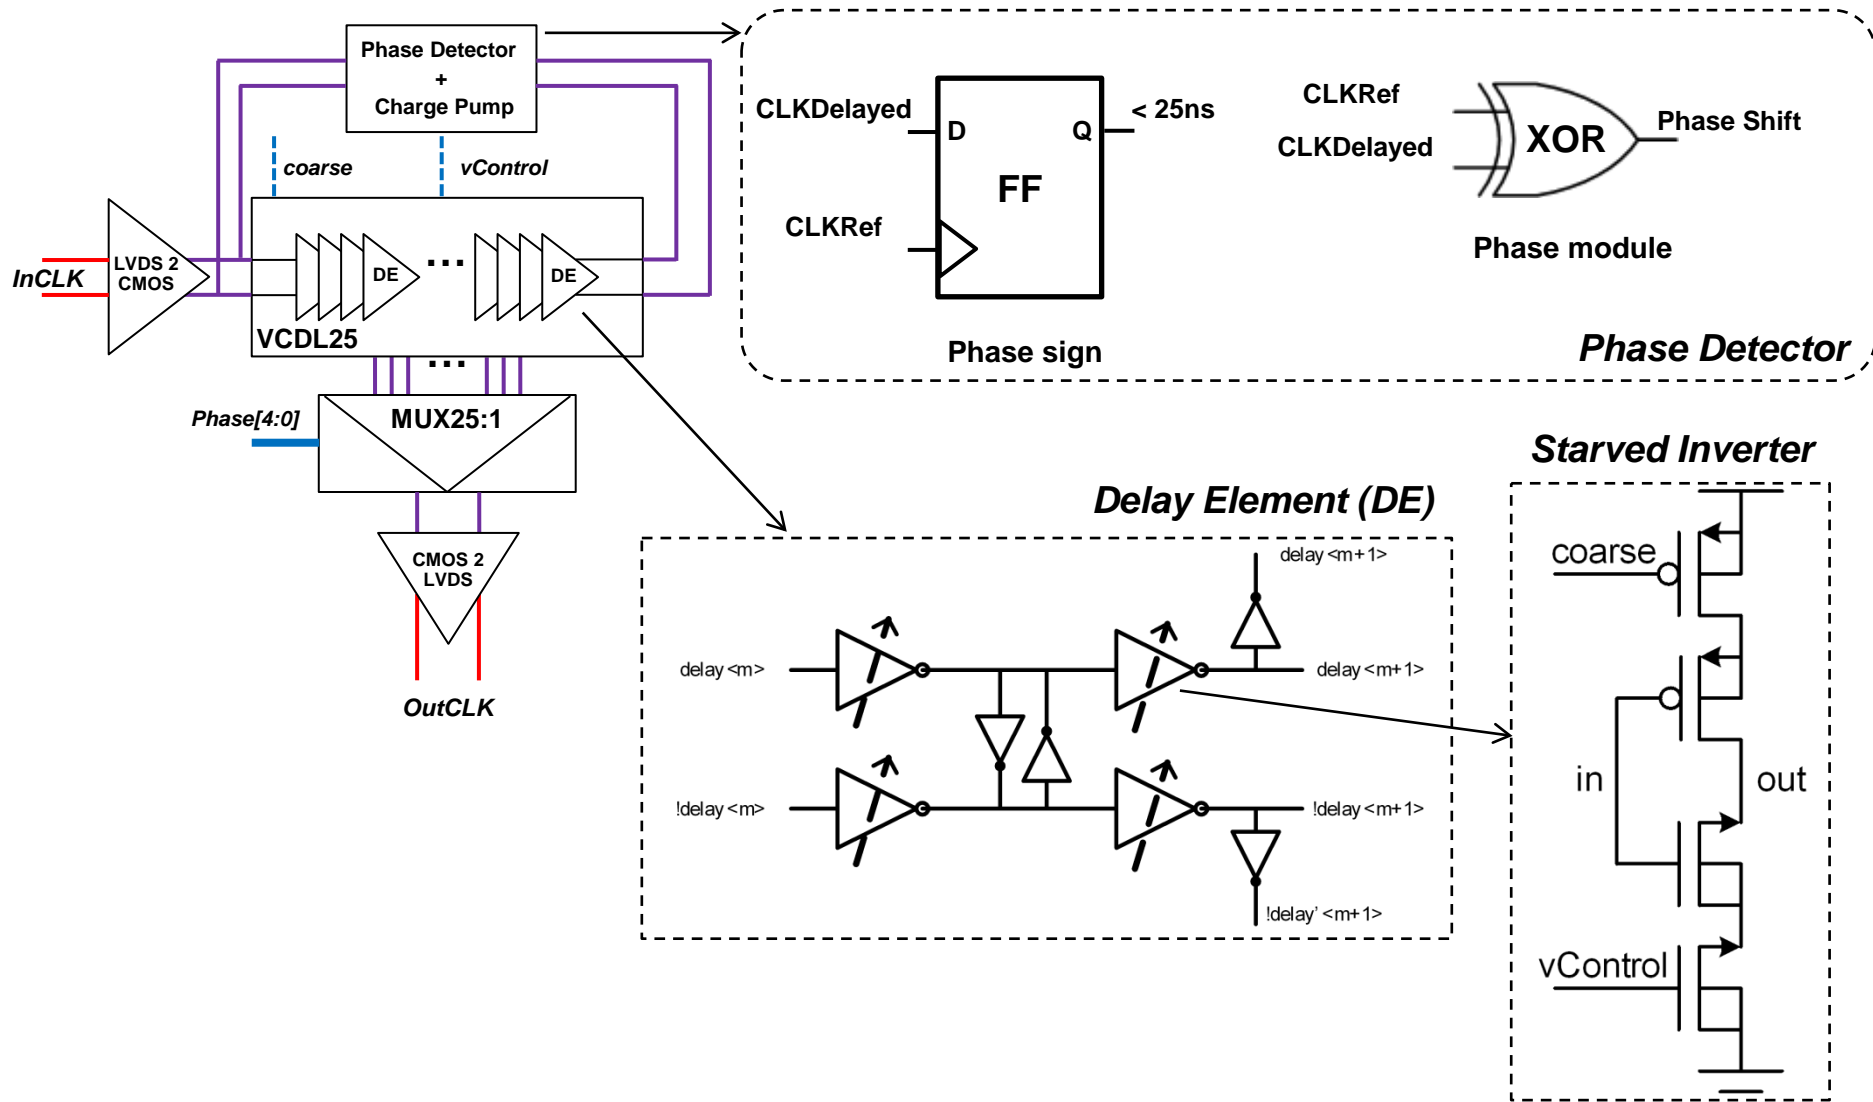 Phase Detector
+
Charge Pump
coarse
vControl
InCLK
LVDS 2
CMOS
DE
...
DE
VCDL25
...
Phase[4:0]
MUX25:1
CMOS 2
LVDS
OutCLK
CLKDelayed
D
Q
< 25ns
FF
CLKRef
Phase sign
CLKRef
CLKDelayed
XOR
Phase Shift
Phase module
Phase Detector
Delay Element (DE)
delay<m+1>
delay<m>
delay<m+1>
!delay<m>
!delay<m+1>
!delay'<m+1>
Starved Inverter
coarse
in
out
vControl